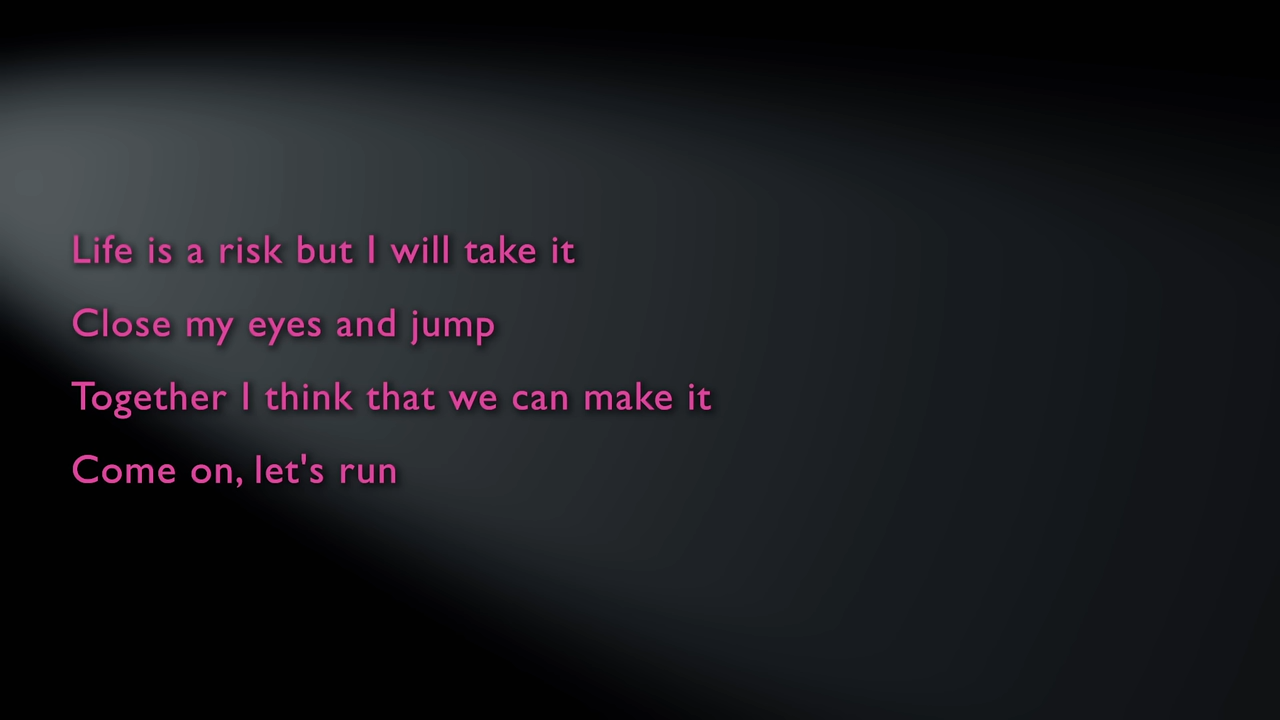 Life is a risk but I will take it
Close my eyes and jump
Together I think that we can make it
Come on, let's run